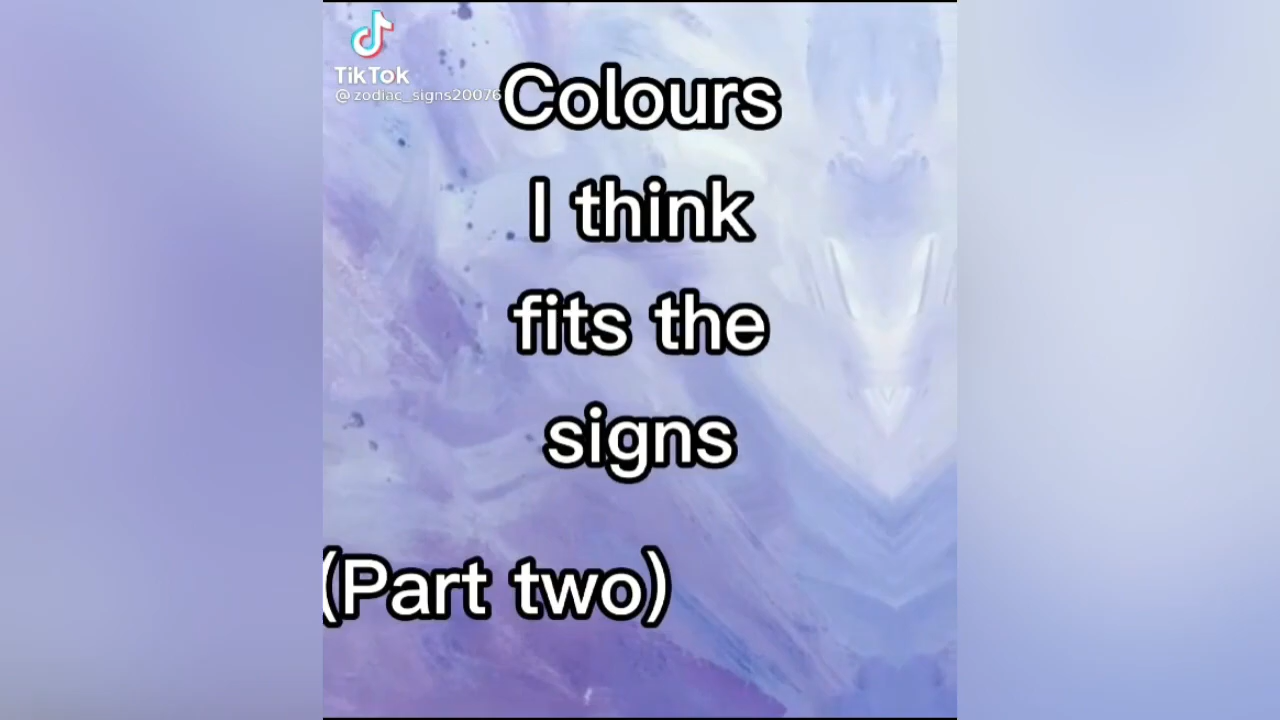 TikTok
@zodiac_signs20076
Colours
I think
fits the
signs
(Part two)